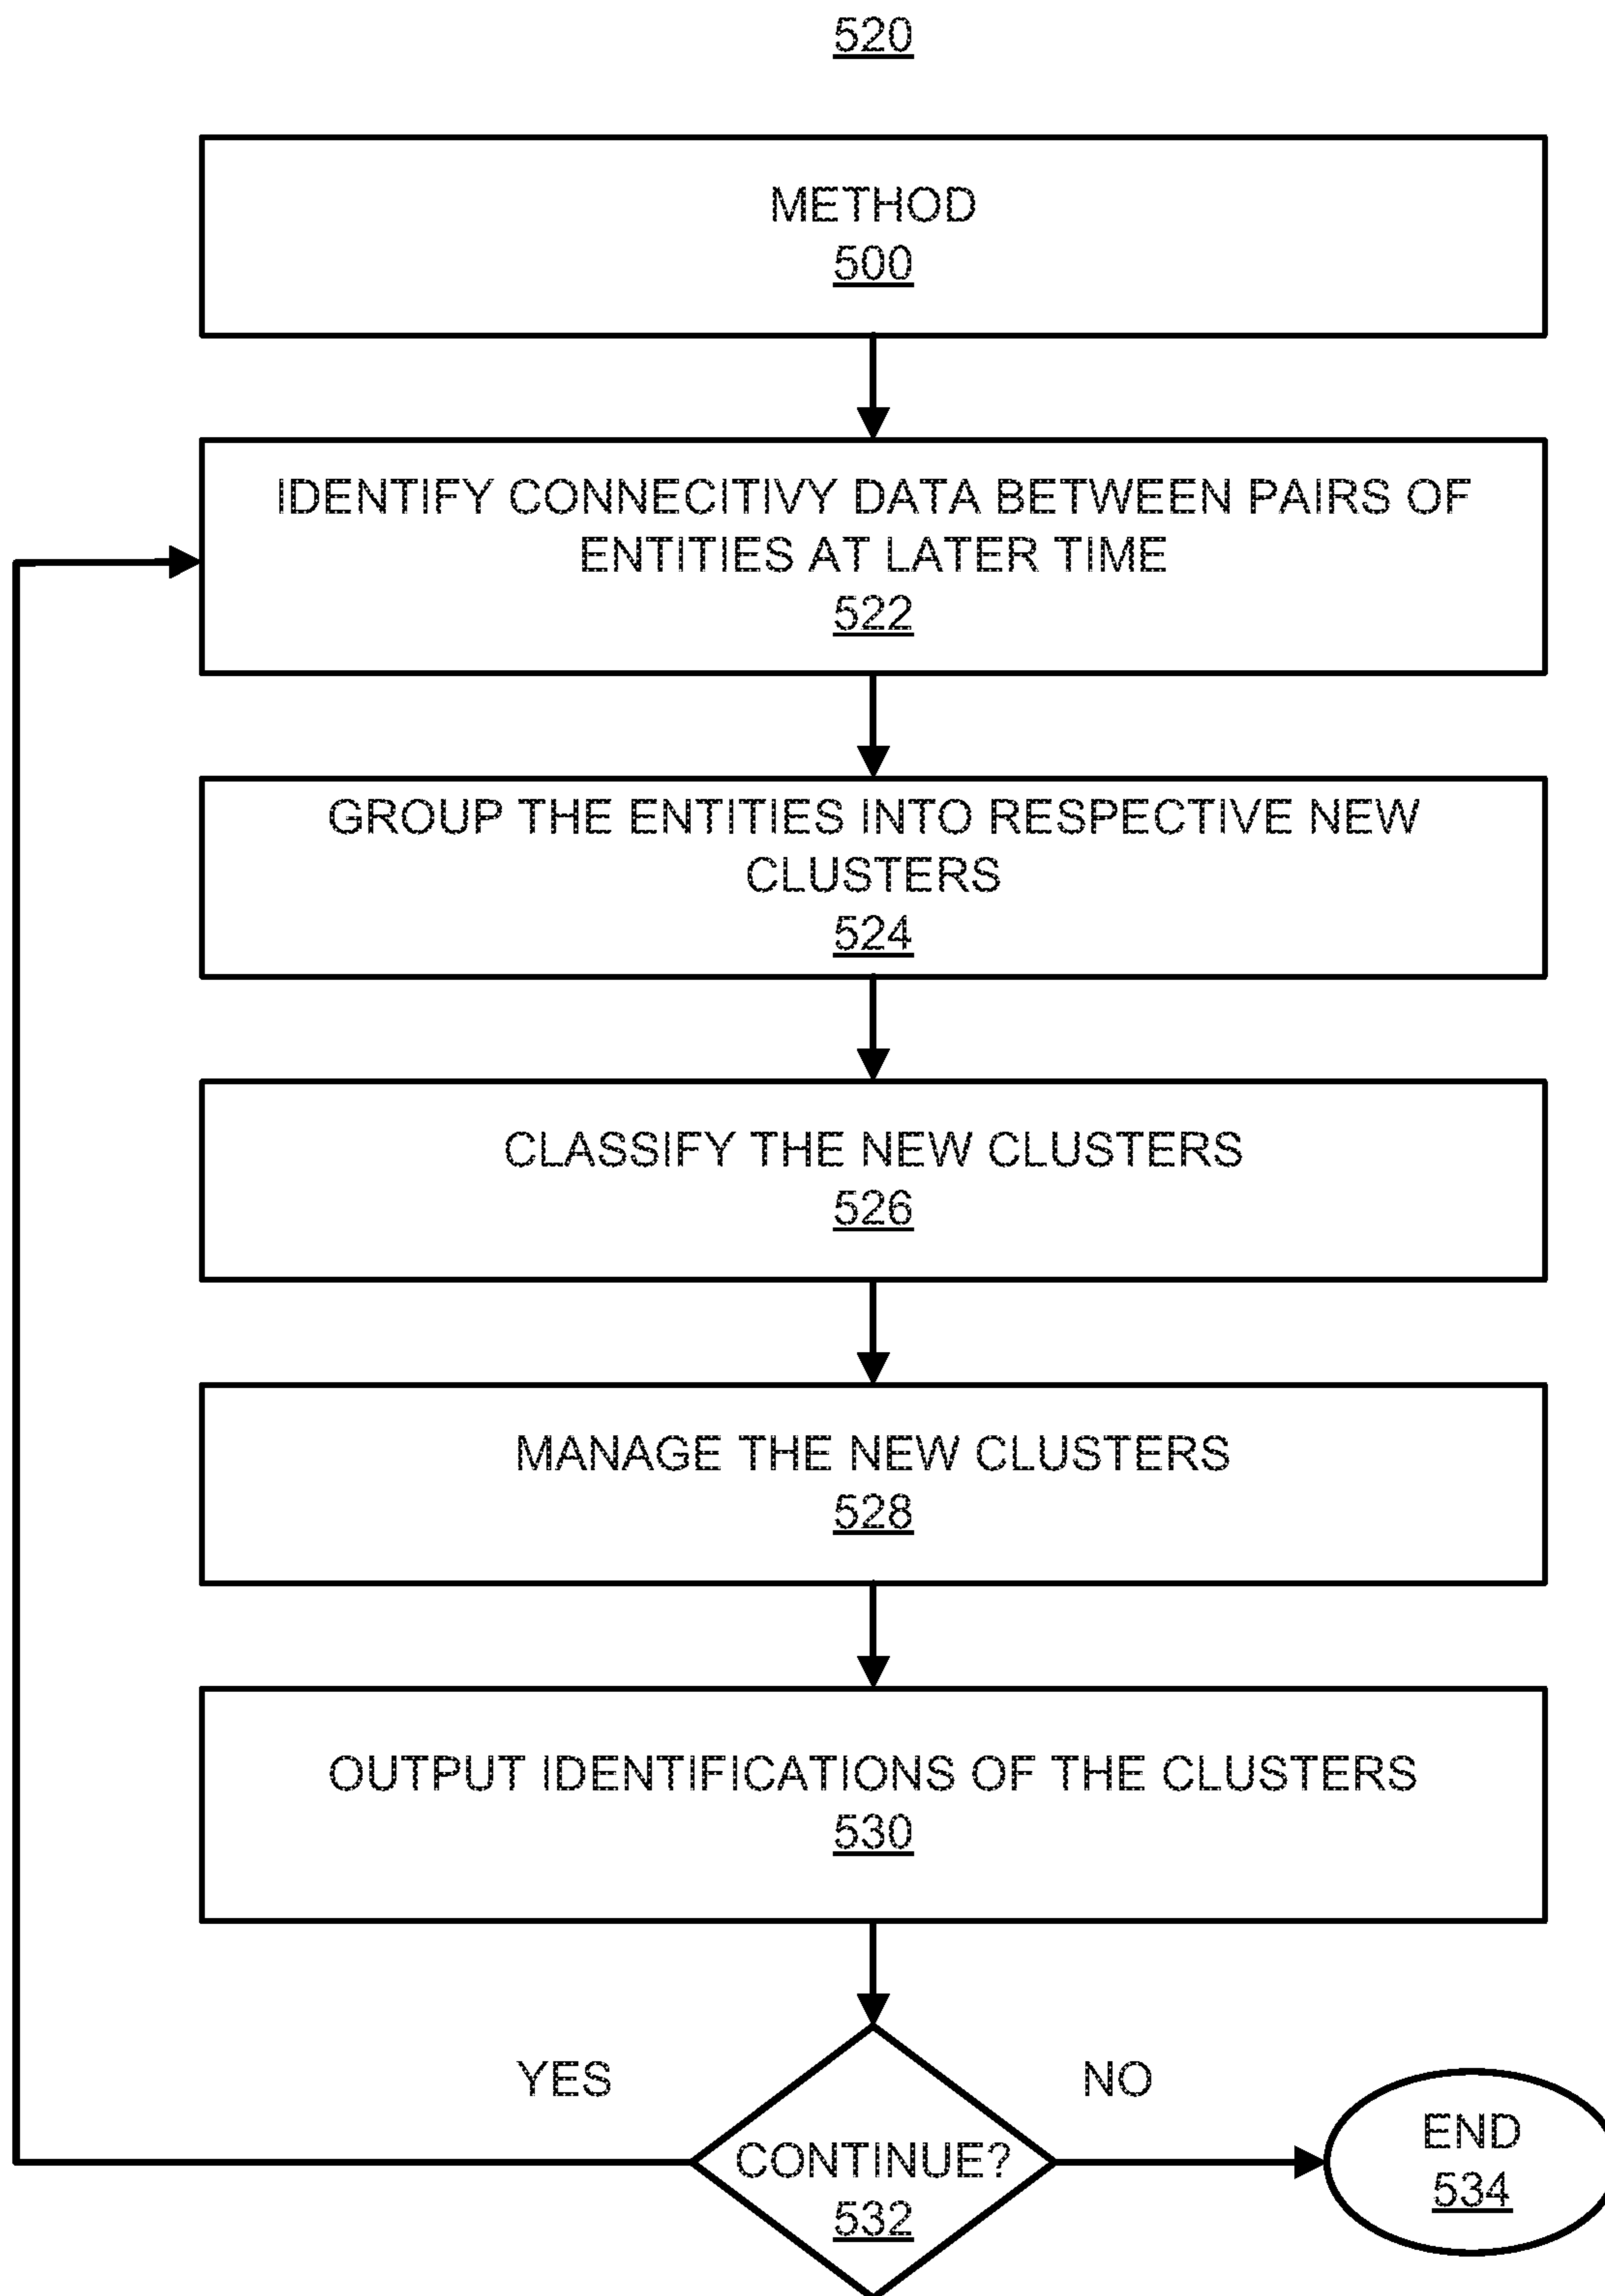 520
METHOD
500
IDENTIFY CONNECITIVY DATA BETWEEN PAIRS OF
ENTITIES AT LATER TIME
522
GROUP THE ENTITIES INTO RESPECTIVE NEW
CLUSTERS
524
CLASSIFY THE NEW CLUSTERS
526
MANAGE THE NEW CLUSTERS
528
OUTPUT IDENTIFICATIONS OF THE CLUSTERS
530
YES
NO
CONTINUE?
532
END
534